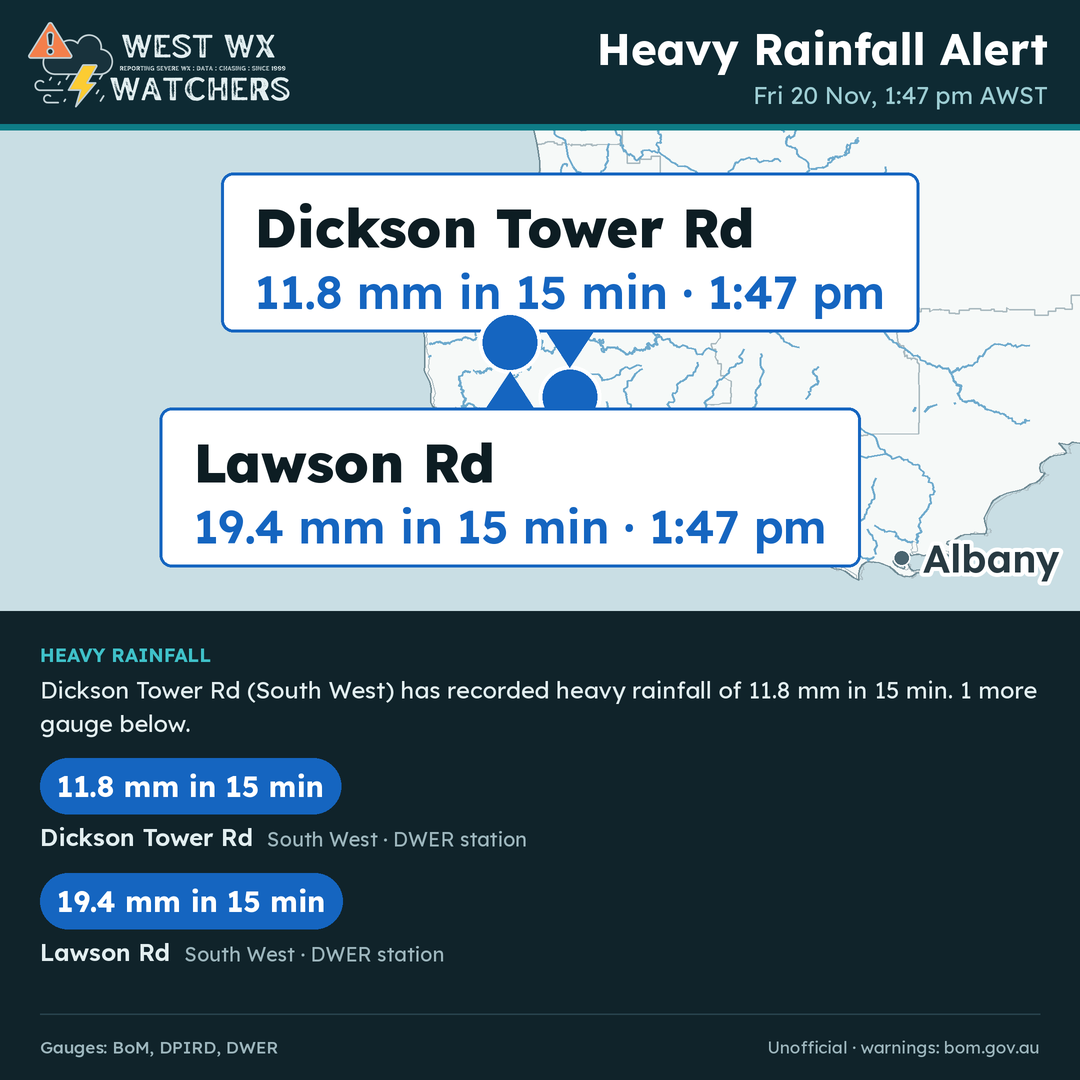 WEST WX
REPORTING SEVERE WX : DATA : CHASING : SINCE 1999
WATCHERS
Heavy Rainfall Alert
Fri 20 Nov, 1:47 pm AWST
Dickson Tower Rd
11.8 mm in 15 min · 1:47 pm
Lawson Rd
19.4 mm in 15 min · 1:47 pm
Albany
HEAVY RAINFALL
Dickson Tower Rd (South West) has recorded heavy rainfall of 11.8 mm in 15 min. 1 more
gauge below.
11.8 mm in 15 min
Dickson Tower Rd South West · DWER station
19.4 mm in 15 min
Lawson Rd South West · DWER station
Gauges: BoM, DPIRD, DWER
Unofficial · warnings: bom.gov.au